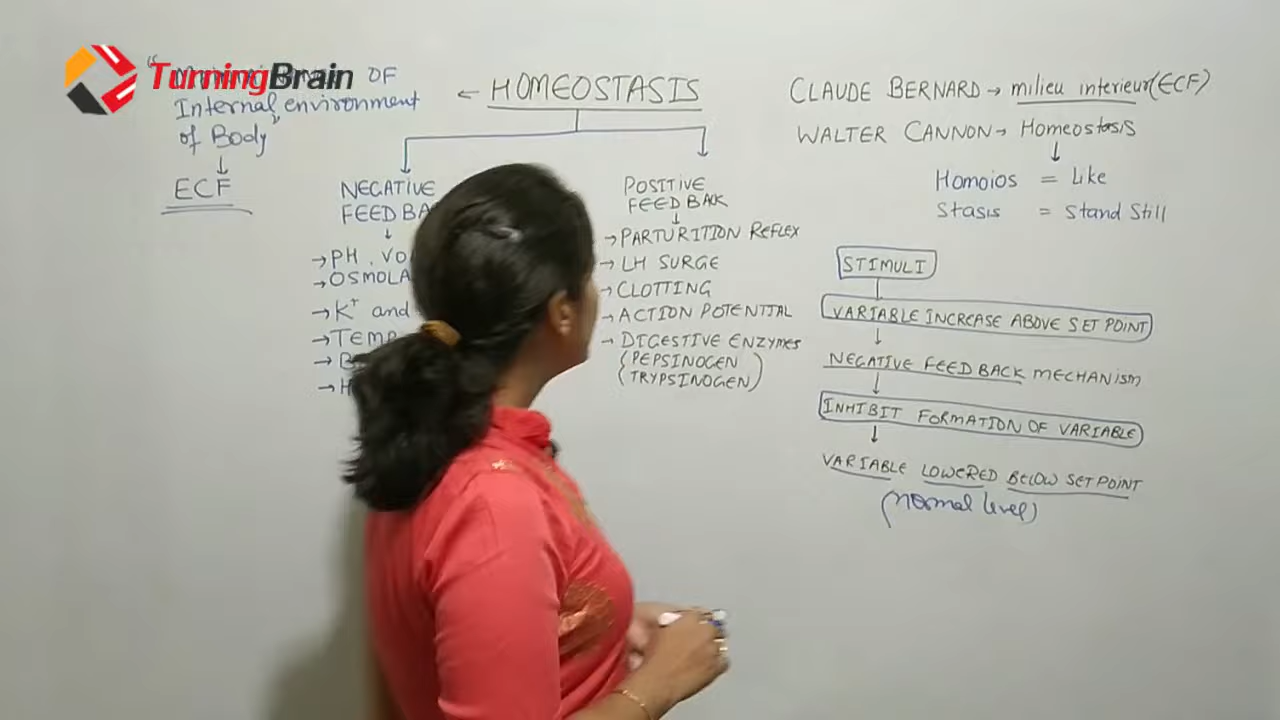 TurningBrain
OF
Internal environment
of Body
ECF
← HOMEOSTASIS
NEGATIVE
FEED BA
→ PH . VO
→ OSMOLA
→ K+ and
→ TEMP
→ B
→ H
POSITIVE
FEED BACK
→ PARTURITION REFLEX
→ LH SURGE
→ CLOTTING
→ ACTION POTENTIAL
→ DIGESTIVE ENZYMES
(PEPSINOGEN
(TRYPSINOGEN)
CLAUDE BERNARD → milieu interieur (ECF)
WALTER CANNON → Homeostasis
Homoios = Like
Stasis = Stand Still
STIMULI
VARIABLE INCREASE ABOVE SET POINT
NEGATIVE FEED BACK MECHANISM
INHIBIT FORMATION OF VARIABLE
VARIABLE LOWERED BELOW SET POINT
(normal level)